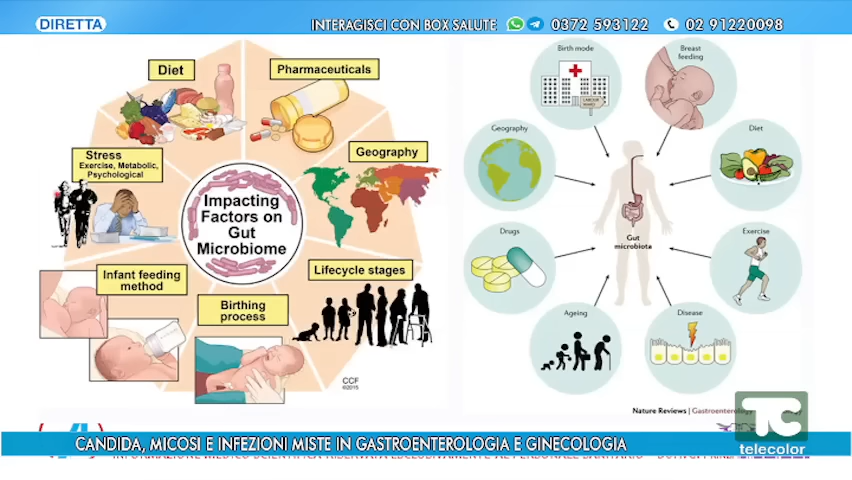 DIRETTA
INTERAGISCI CON BOX SALUTE 0372 593122 02 91220098
Diet
Pharmaceuticals
Stress
Exercise, Metabolic,
Psychological
Geography
Impacting
Factors on
Gut
Microbiome
Infant feeding
method
Lifecycle stages
Birthing
process
CCF
©2015
Birth mode
Breast
feeding
Geography
Diet
Gut
microbiota
Drugs
Exercise
Ageing
Disease
Nature Reviews | Gastroenterology
CANDIDA, MICOSI E INFEZIONI MISTE IN GASTROENTEROLOGIA E GINECOLOGIA
TC
telecolor